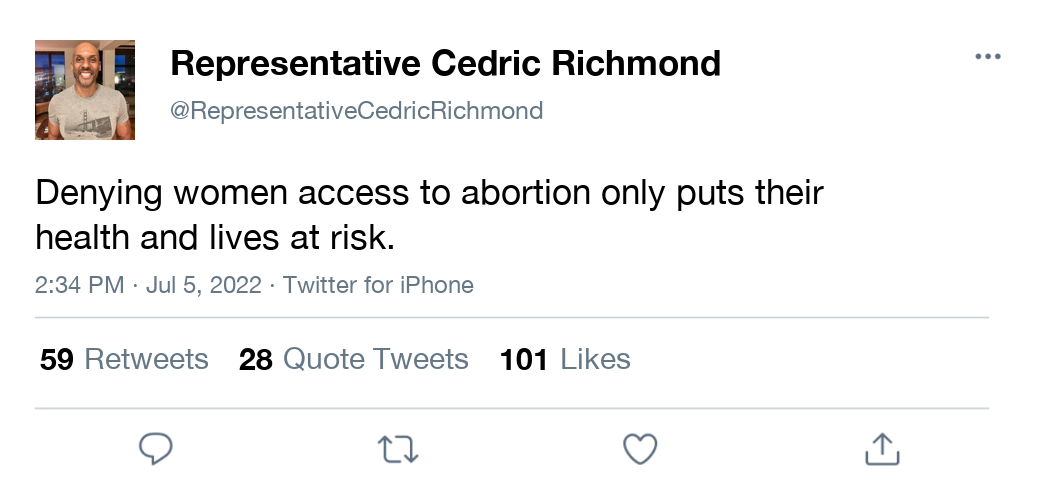 Representative Cedric Richmond
@RepresentativeCedricRichmond
Denying women access to abortion only puts their
health and lives at risk.
2:34 PM · Jul 5, 2022 · Twitter for iPhone
59 Retweets 28 Quote Tweets 101 Likes